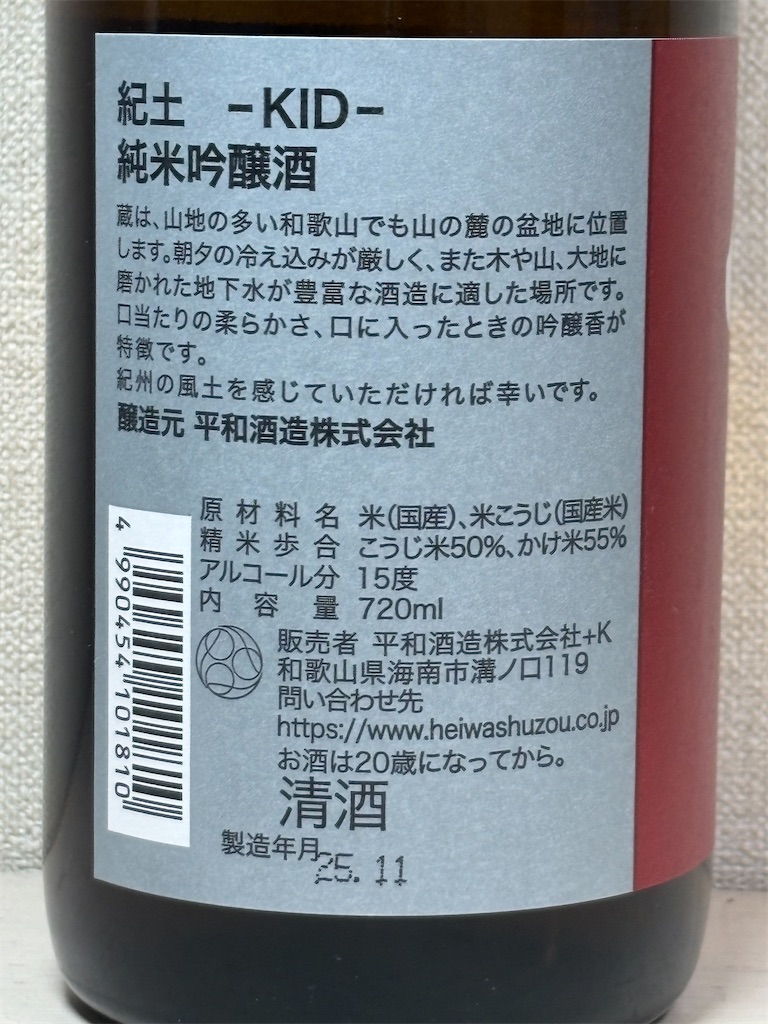 紀土 －KID－
純米吟醸酒
蔵は、山地の多い和歌山でも山の麓の盆地に位置
します。朝夕の冷え込みが厳しく、また木や山、大地に
磨かれた地下水が豊富な酒造に適した場所です。
口当たりの柔らかさ、口に入ったときの吟醸香が
特徴です。
紀州の風土を感じていただければ幸いです。
醸造元 平和酒造株式会社
原材料名 米(国産)、米こうじ(国産米)
精米歩合 こうじ米50%、かけ米55%
アルコール分 15度
内容量 720ml
販売者 平和酒造株式会社+K
和歌山県海南市溝ノ口119
問い合わせ先
https://www.heiwashuzou.co.jp
お酒は20歳になってから。
清酒
製造年月 25.11
4 990454 101810